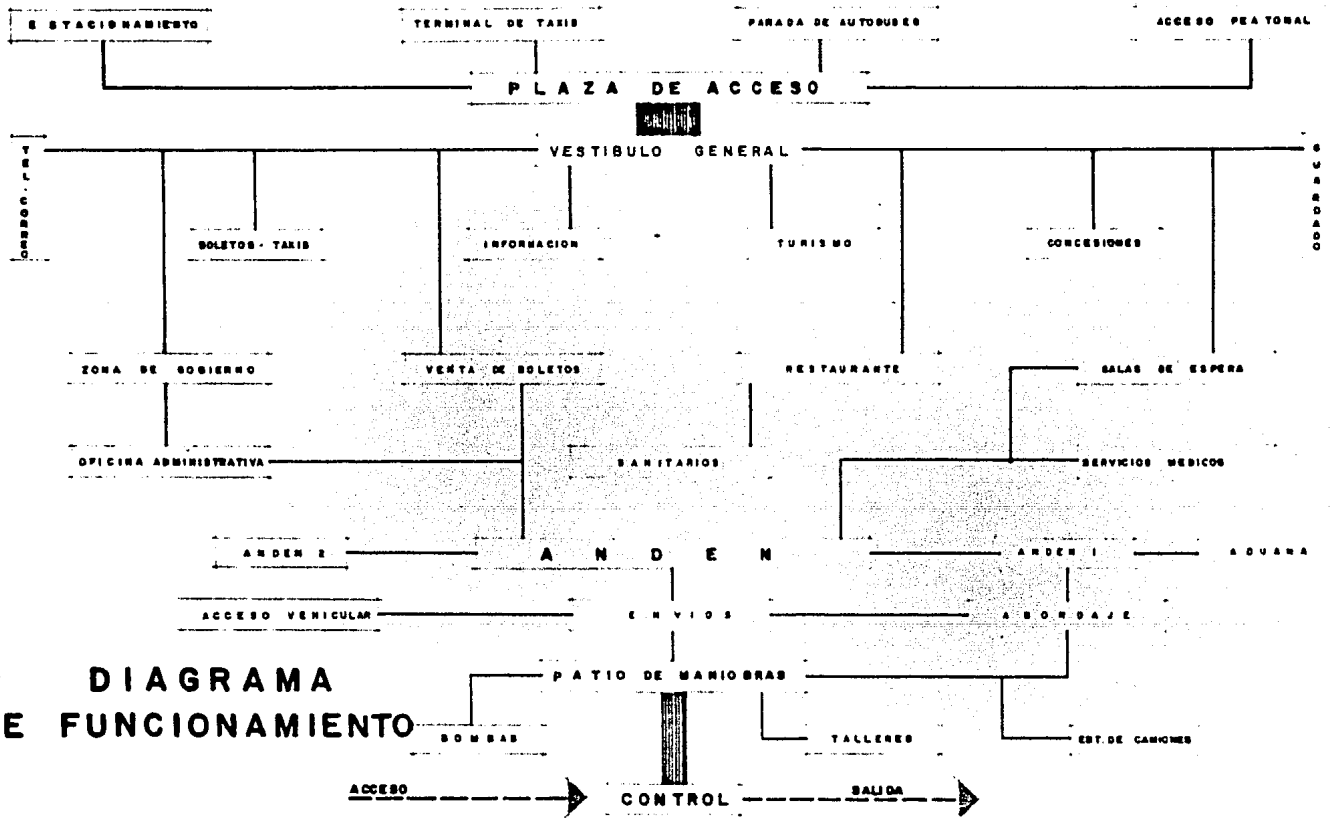 ESTACIONAMIENTO
TERMINAL DE TAXIS
PARADA DE AUTOBUSES
ACCESO PEATONAL
PLAZA DE ACCESO
TEL-CORREO
VESTIBULO GENERAL
GUARDADO
BOLETOS-TAXIS
INFORMACION
TURISMO
CONCESIONES
ZONA DE GOBIERNO
VENTA DE BOLETOS
RESTAURANTE
SALAS DE ESPERA
OFICINA ADMINISTRATIVA
SANITARIOS
SERVICIOS MEDICOS
ANDEN 2
ANDEN
ANDEN 1
ADUANA
ACCESO VEHICULAR
ENVIOS
ABORDAJE
PATIO DE MANIOBRAS
DIAGRAMA
E FUNCIONAMIENTO
BOMBAS
TALLERES
EST. DE CAMIONES
ACCESO
CONTROL
SALIDA